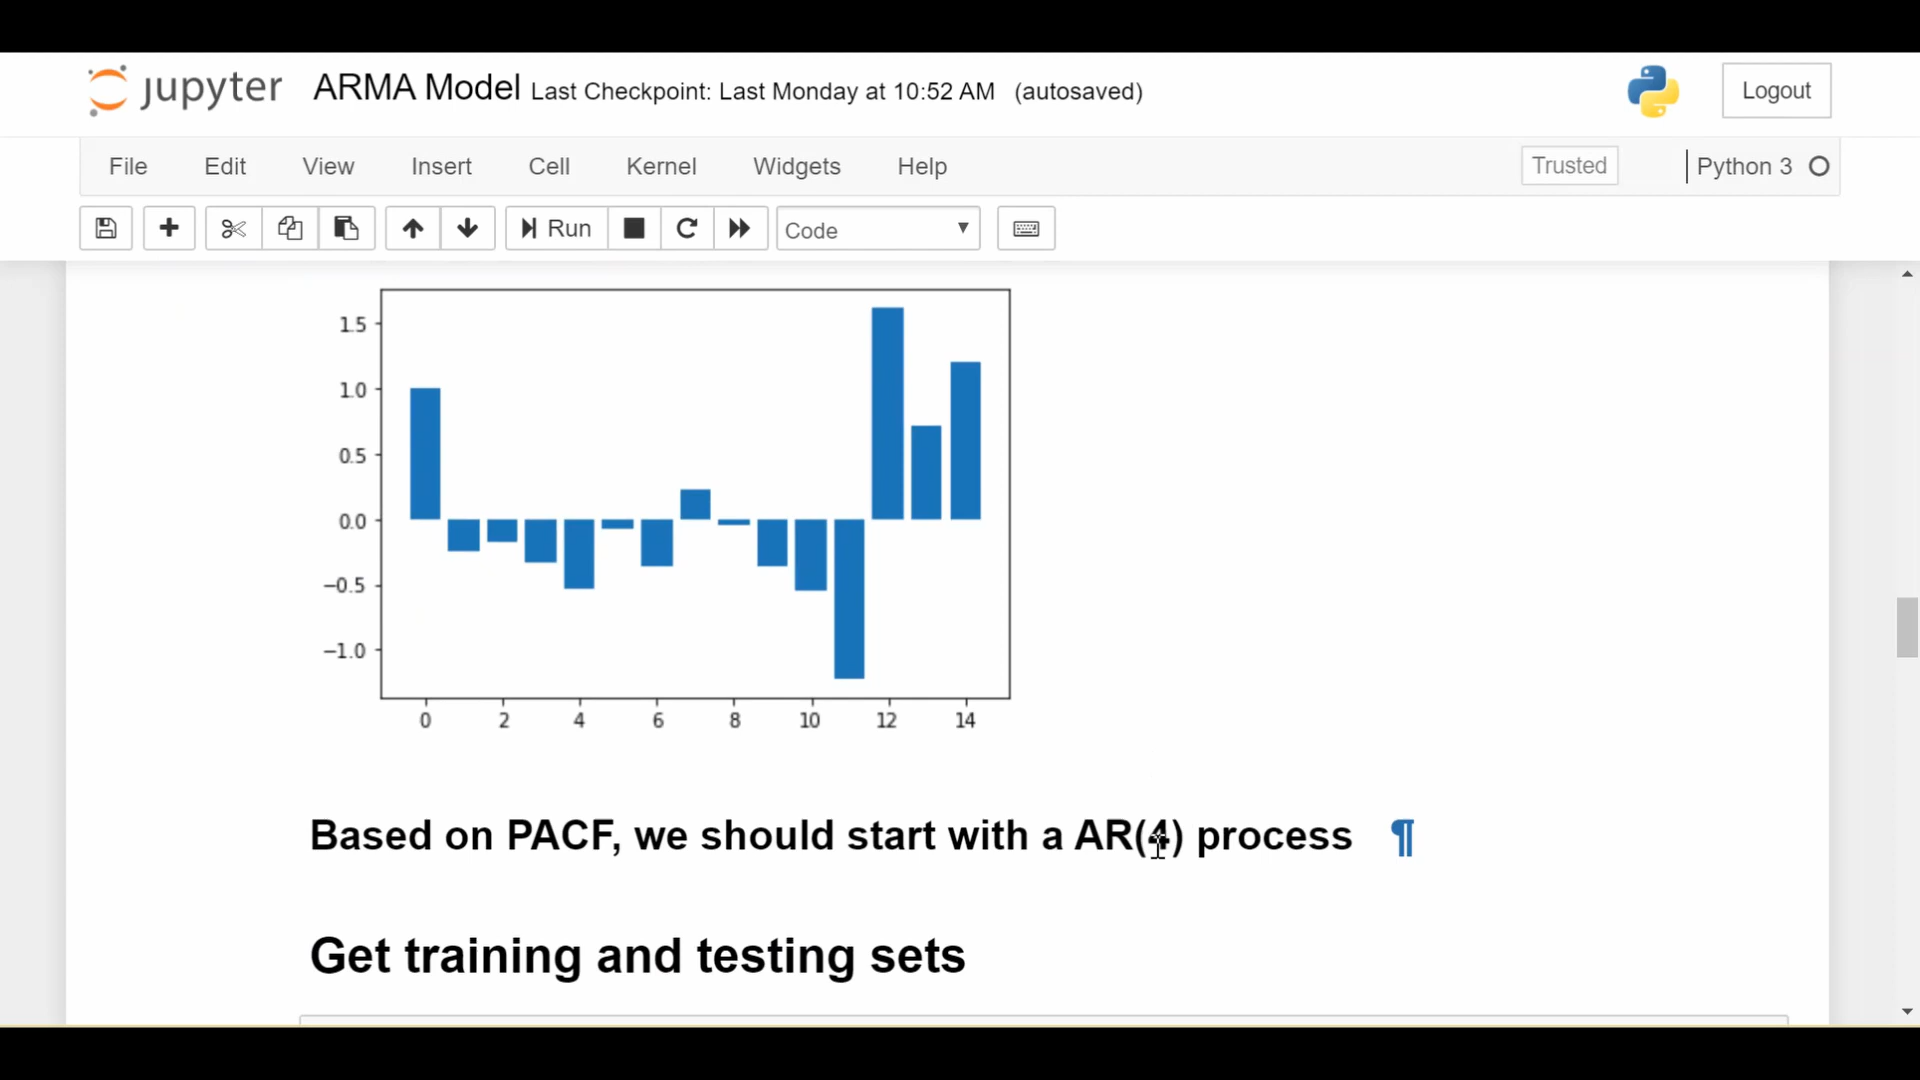 jupyter ARMA Model Last Checkpoint: Last Monday at 10:52 AM (autosaved) Logout
File Edit View Insert Cell Kernel Widgets Help Trusted Python 3
Run Code
1.5
1.0
0.5
0.0
−0.5
−1.0
0 2 4 6 8 10 12 14
Based on PACF, we should start with a AR(4) process ¶
Get training and testing sets